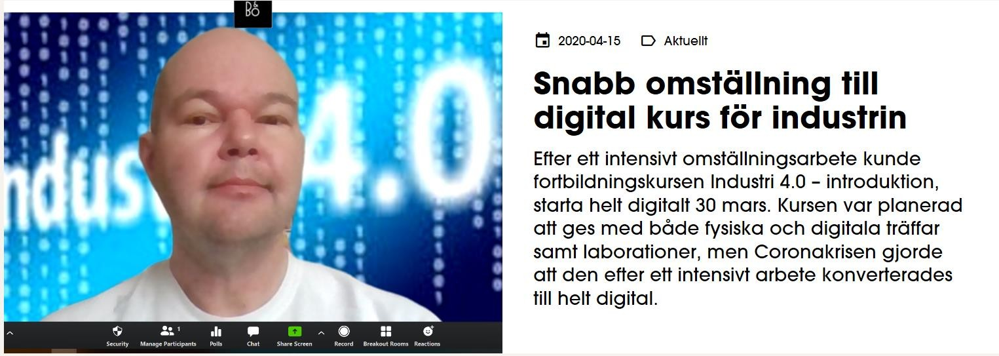 B&O
2020-04-15 Aktuellt
Snabb omställning till
digital kurs för industrin
Efter ett intensivt omställningsarbete kunde
fortbildningskursen Industri 4.0 – introduktion,
starta helt digitalt 30 mars. Kursen var planerad
att ges med både fysiska och digitala träffar
samt laborationer, men Coronakrisen gjorde
att den efter ett intensivt arbete konverterades
till helt digital.
ndus 4.0
1
Security Manage Participants Polls Chat Share Screen Record Breakout Rooms Reactions